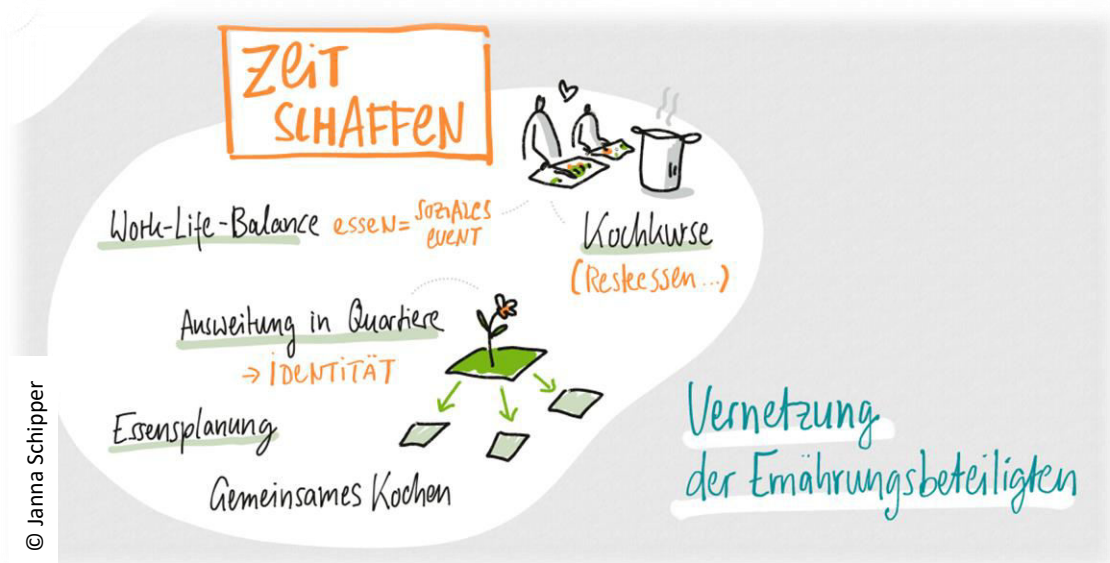 ZEIT
SCHAFFEN
Work-Life-Balance
essen = SOZIALES
EVENT
Kochkurse
(Resteessen...)
Ausweitung in Quartiere
→ IDENTITÄT
Essensplanung
Gemeinsames Kochen
Vernetzung
der Ernährungsbeteiligten
© Janna Schipper